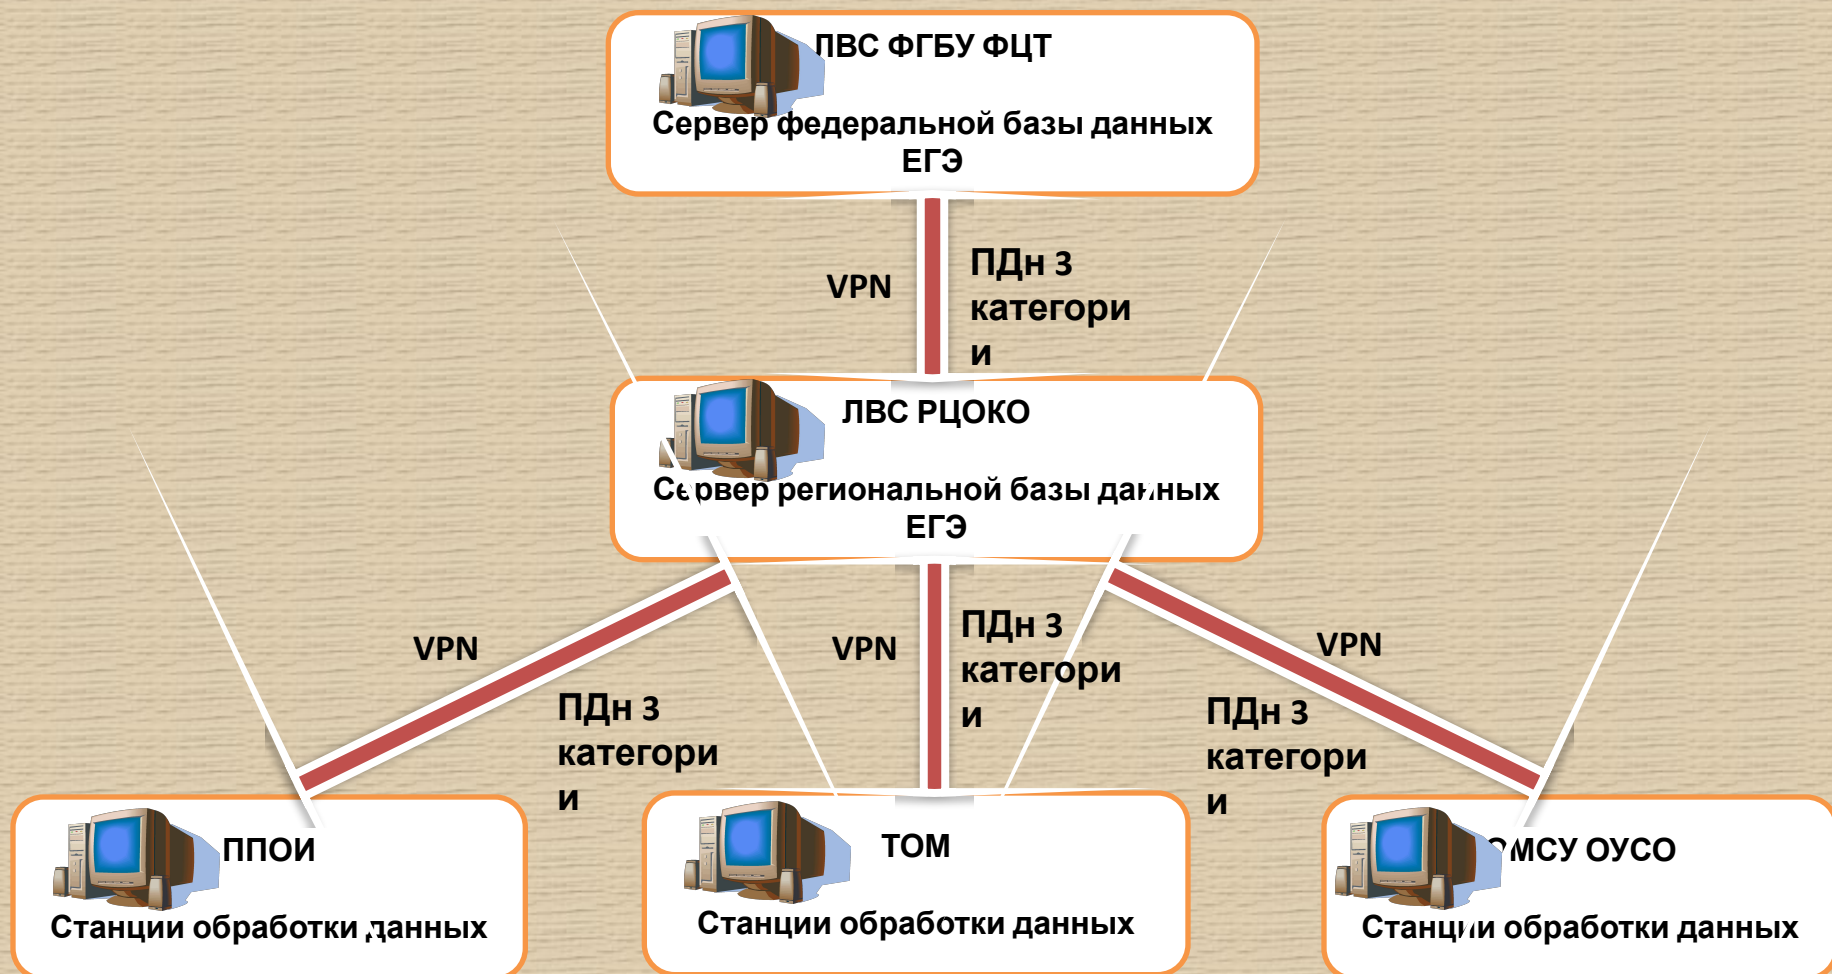 ЛВС ФГБУ ФЦТ
Сервер федеральной базы данных
ЕГЭ
VPN
ПДн 3
категори
и
ЛВС РЦОКО
Сервер региональной базы данных
ЕГЭ
VPN
ПДн 3
категори
и
VPN
ПДн 3
категори
и
VPN
ПДн 3
категори
и
ППОИ
Станции обработки данных
ТОМ
Станции обработки данных
ОМСУ ОУСО
Станции обработки данных